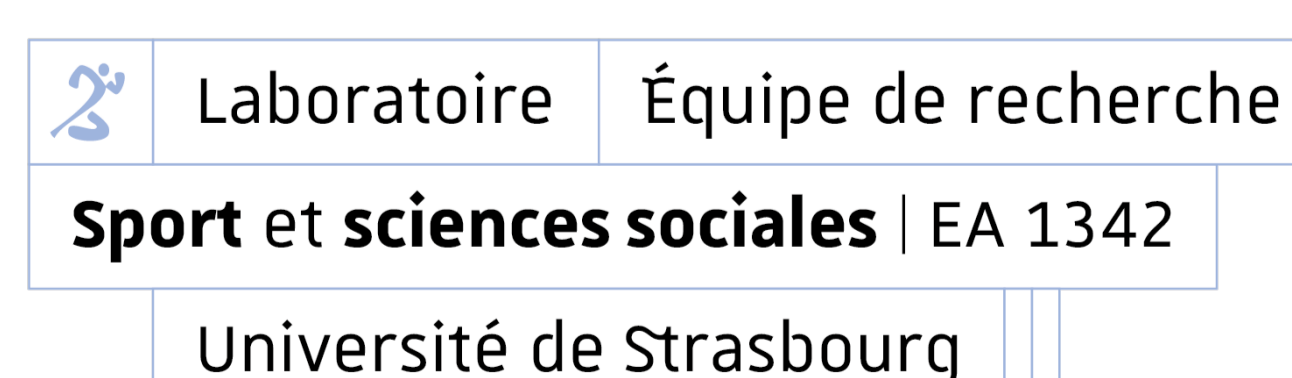 Laboratoire Équipe de recherche
Sport et sciences sociales | EA 1342
Université de Strasbourg